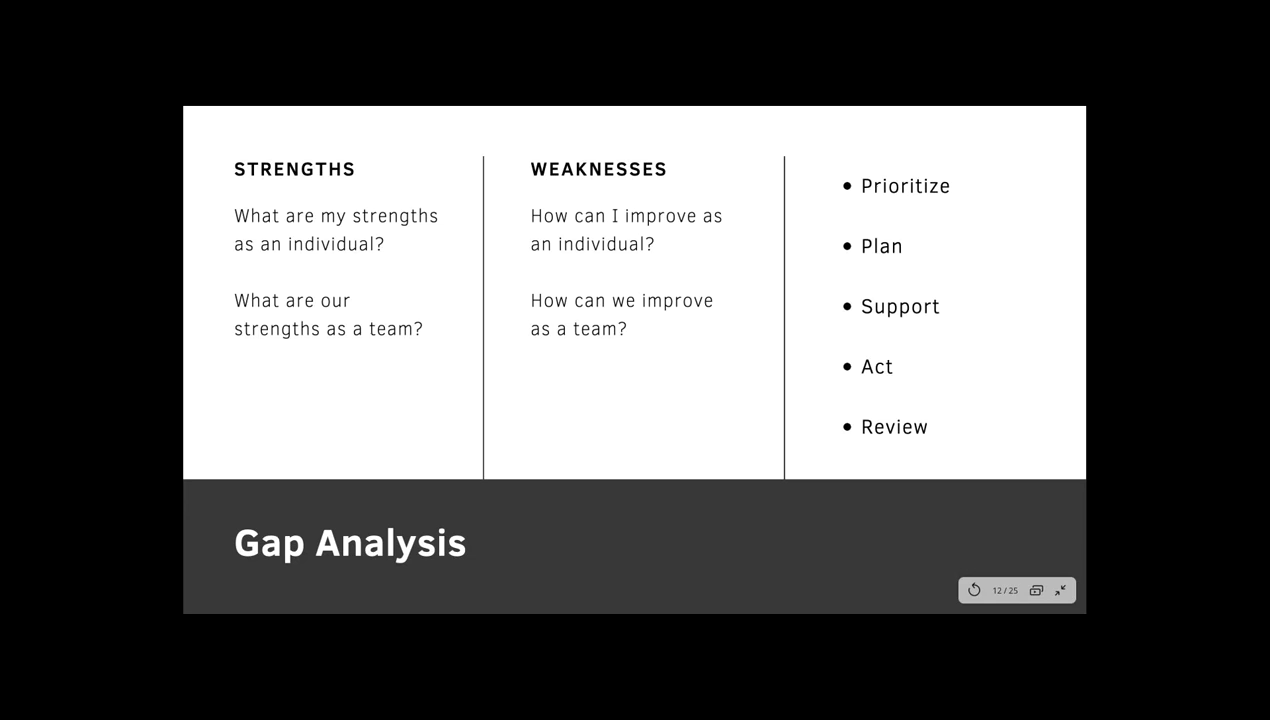 STRENGTHS
What are my strengths
as an individual?
What are our
strengths as a team?
WEAKNESSES
How can I improve as
an individual?
How can we improve
as a team?
• Prioritize
• Plan
• Support
• Act
• Review
Gap Analysis
12 / 25